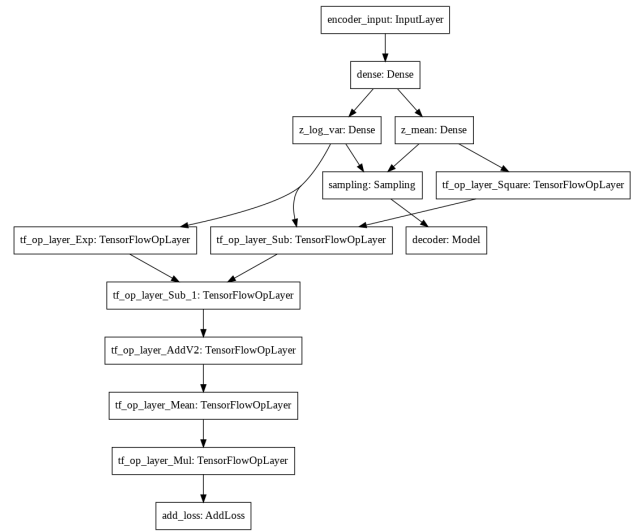 encoder_input: InputLayer
dense: Dense
z_log_var: Dense
z_mean: Dense
sampling: Sampling
tf_op_layer_Square: TensorFlowOpLayer
tf_op_layer_Exp: TensorFlowOpLayer
tf_op_layer_Sub: TensorFlowOpLayer
decoder: Model
tf_op_layer_Sub_1: TensorFlowOpLayer
tf_op_layer_AddV2: TensorFlowOpLayer
tf_op_layer_Mean: TensorFlowOpLayer
tf_op_layer_Mul: TensorFlowOpLayer
add_loss: AddLoss